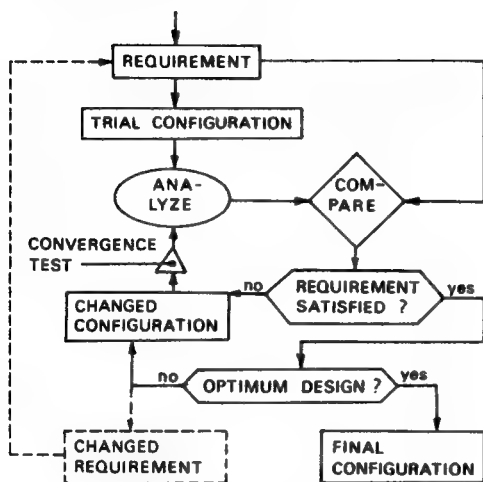 REQUIREMENT
TRIAL CONFIGURATION
ANA-
LYZE
COM-
PARE
CONVERGENCE
TEST
CHANGED
CONFIGURATION
no
REQUIREMENT
SATISFIED ?
yes
no
OPTIMUM DESIGN ?
yes
CHANGED
REQUIREMENT
FINAL
CONFIGURATION